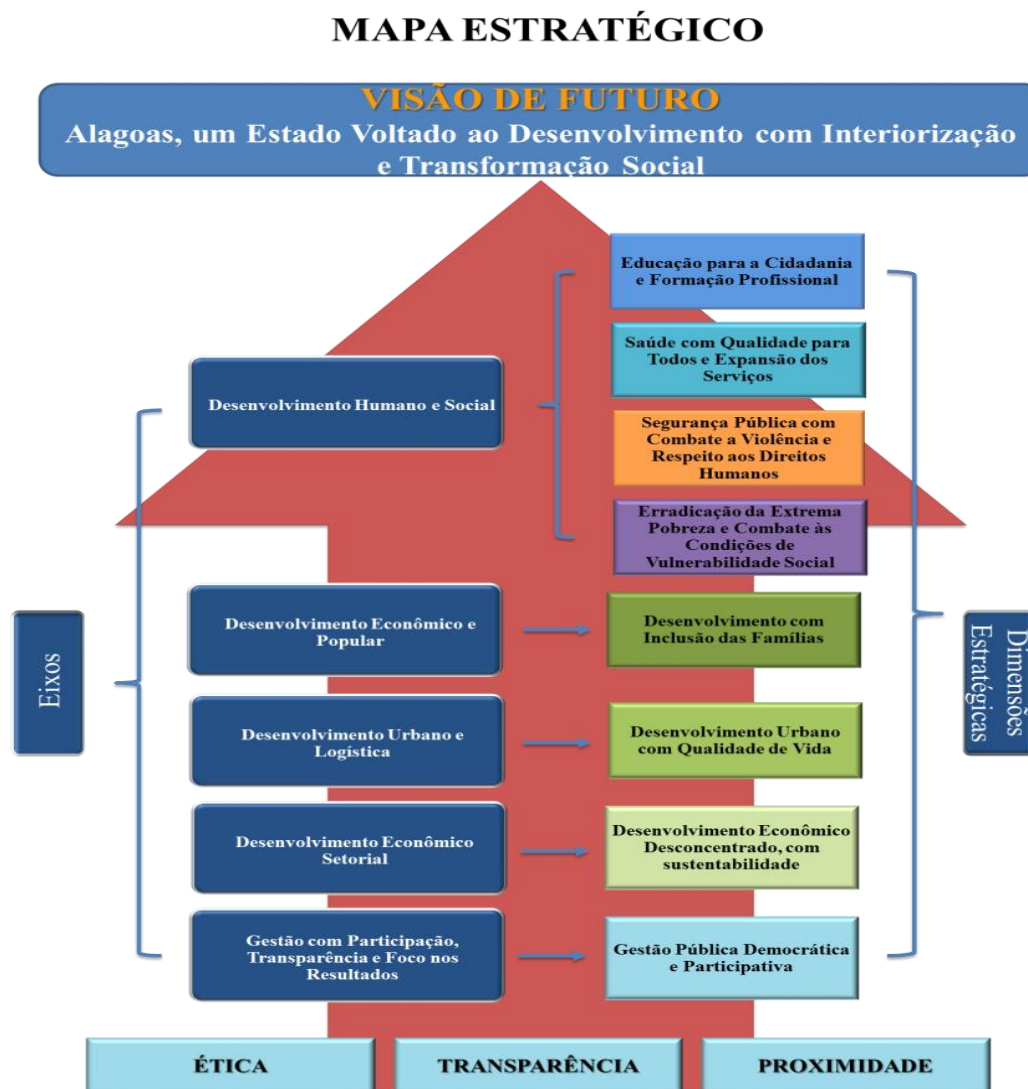 MAPA ESTRATÉGICO
VISÃO DE FUTURO
Alagoas, um Estado Voltado ao Desenvolvimento com Interiorização
e Transformação Social
Eixos
Desenvolvimento Humano e Social
Educação para a Cidadania
e Formação Profissional
Saúde com Qualidade para
Todos e Expansão dos
Serviços
Segurança Pública com
Combate a Violência e
Respeito aos Direitos
Humanos
Erradicação da Extrema
Pobreza e Combate às
Condições de
Vulnerabilidade Social
Desenvolvimento Econômico e
Popular
Desenvolvimento com
Inclusão das Famílias
Desenvolvimento Urbano e
Logística
Desenvolvimento Urbano
com Qualidade de Vida
Desenvolvimento Econômico
Setorial
Desenvolvimento Econômico
Desconcentrado, com
sustentabilidade
Gestão com Participação,
Transparência e Foco nos
Resultados
Gestão Pública Democrática
e Participativa
Dimensões
Estratégicas
ÉTICA
TRANSPARÊNCIA
PROXIMIDADE